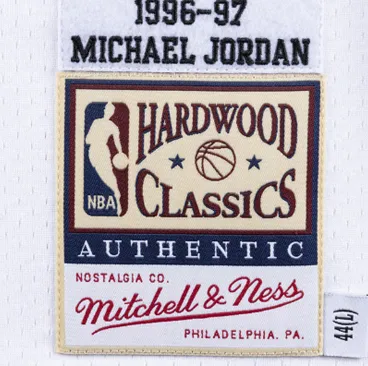 1996-97
MICHAEL JORDAN
HARDWOOD
NBA
CLASSICS
AUTHENTIC
NOSTALGIA CO.
Mitchell & Ness
PHILADELPHIA, PA.
44(L)